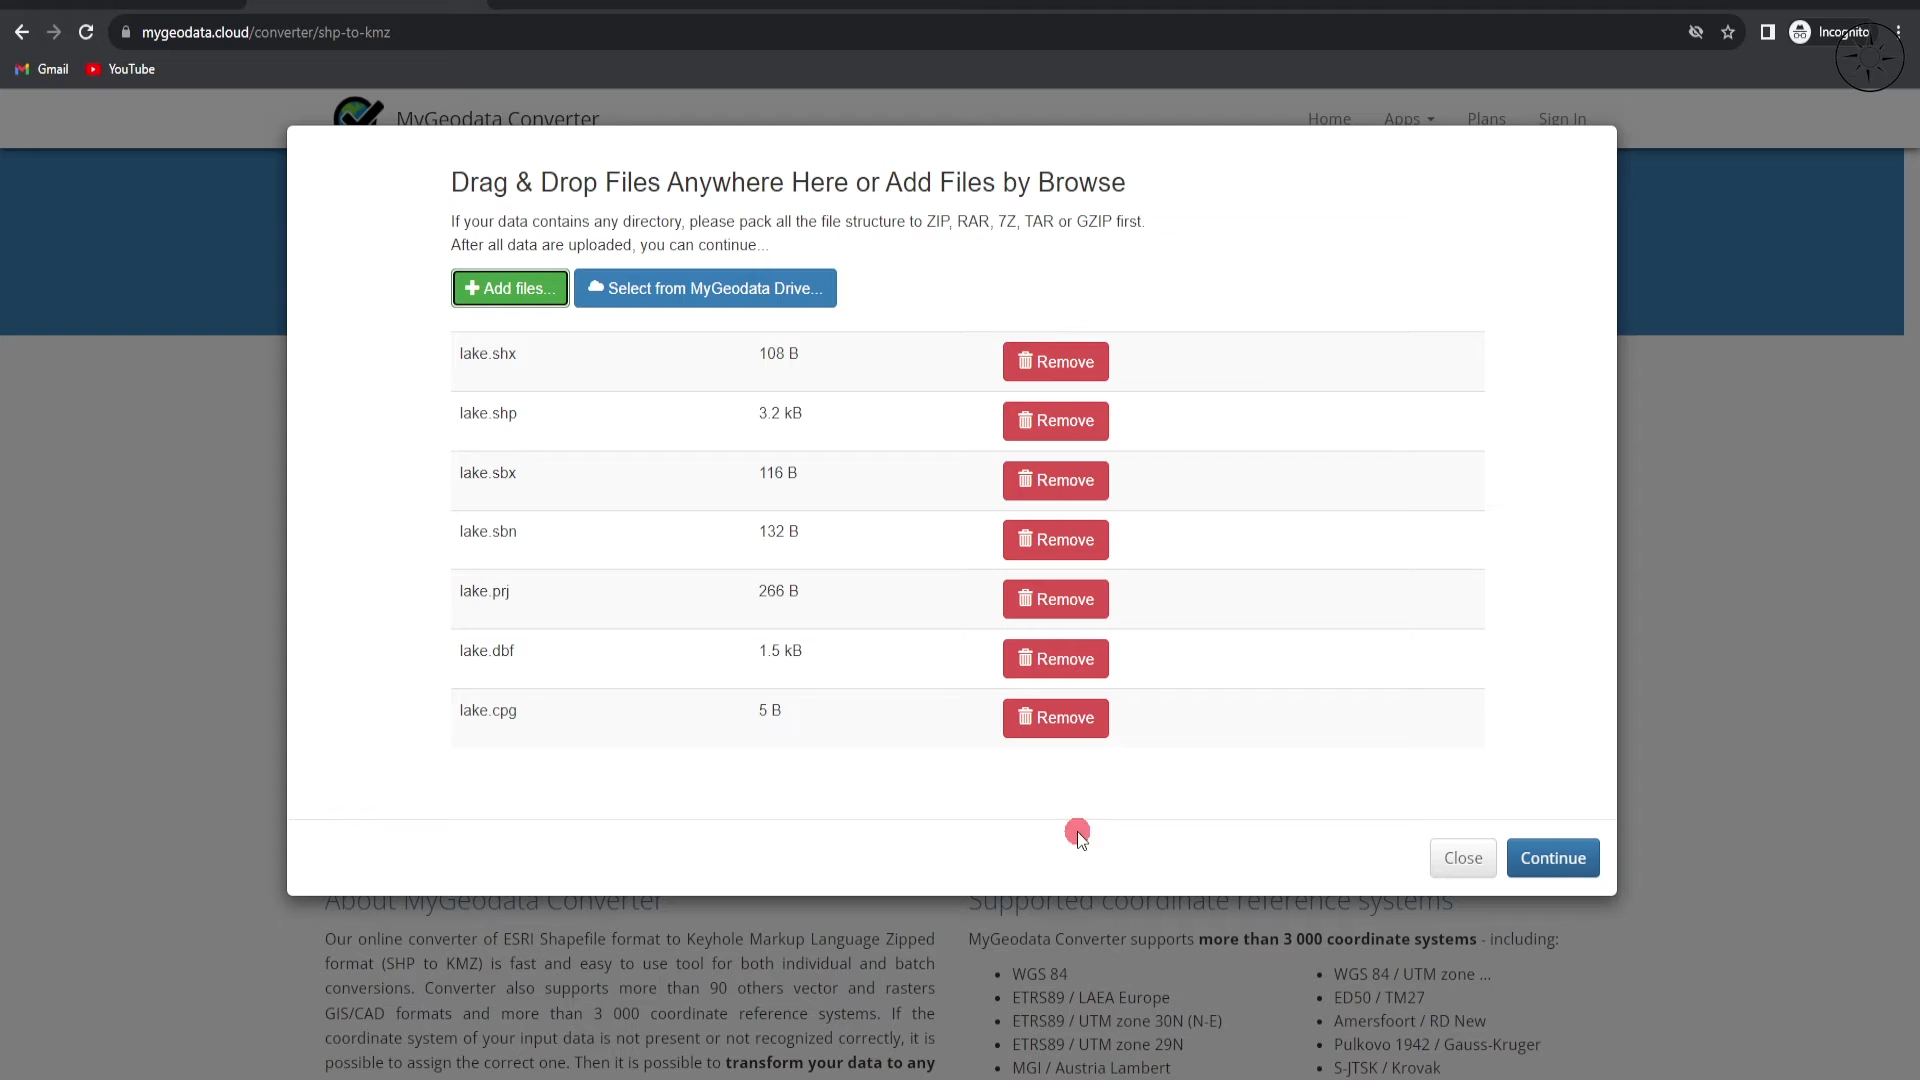 mygeodata.cloud/converter/shp-to-kmz
Incognito
Gmail
YouTube
MyGeodata Converter
Home
Apps
Plans
Sign In
Drag & Drop Files Anywhere Here or Add Files by Browse
If your data contains any directory, please pack all the file structure to ZIP, RAR, 7Z, TAR or GZIP first.
After all data are uploaded, you can continue...
Add files...
Select from MyGeodata Drive...
lake.shx 108 B Remove
lake.shp 3.2 kB Remove
lake.sbx 116 B Remove
lake.sbn 132 B Remove
lake.prj 266 B Remove
lake.dbf 1.5 kB Remove
lake.cpg 5 B Remove
Close
Continue
About MyGeodata Converter
Our online converter of ESRI Shapefile format to Keyhole Markup Language Zipped
format (SHP to KMZ) is fast and easy to use tool for both individual and batch
conversions. Converter also supports more than 90 others vector and rasters
GIS/CAD formats and more than 3 000 coordinate reference systems. If the
coordinate system of your input data is not present or not recognized correctly, it is
possible to assign the correct one. Then it is possible to transform your data to any
Supported coordinate reference systems
MyGeodata Converter supports more than 3 000 coordinate systems - including:
WGS 84
ETRS89 / LAEA Europe
ETRS89 / UTM zone 30N (N-E)
ETRS89 / UTM zone 29N
MGI / Austria Lambert
WGS 84 / UTM zone ...
ED50 / TM27
Amersfoort / RD New
Pulkovo 1942 / Gauss-Kruger
S-JTSK / Krovak